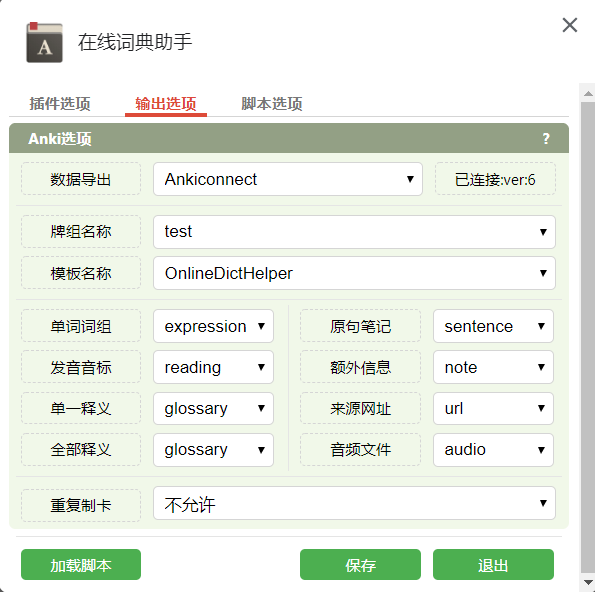 A
在线词典助手
插件选项 输出选项 脚本选项
Anki选项 ?
数据导出 Ankiconnect 已连接:ver:6
牌组名称 test
模板名称 OnlineDictHelper
单词词组 expression 原句笔记 sentence
发音音标 reading 额外信息 note
单一释义 glossary 来源网址 url
全部释义 glossary 音频文件 audio
重复制卡 不允许
加载脚本 保存 退出